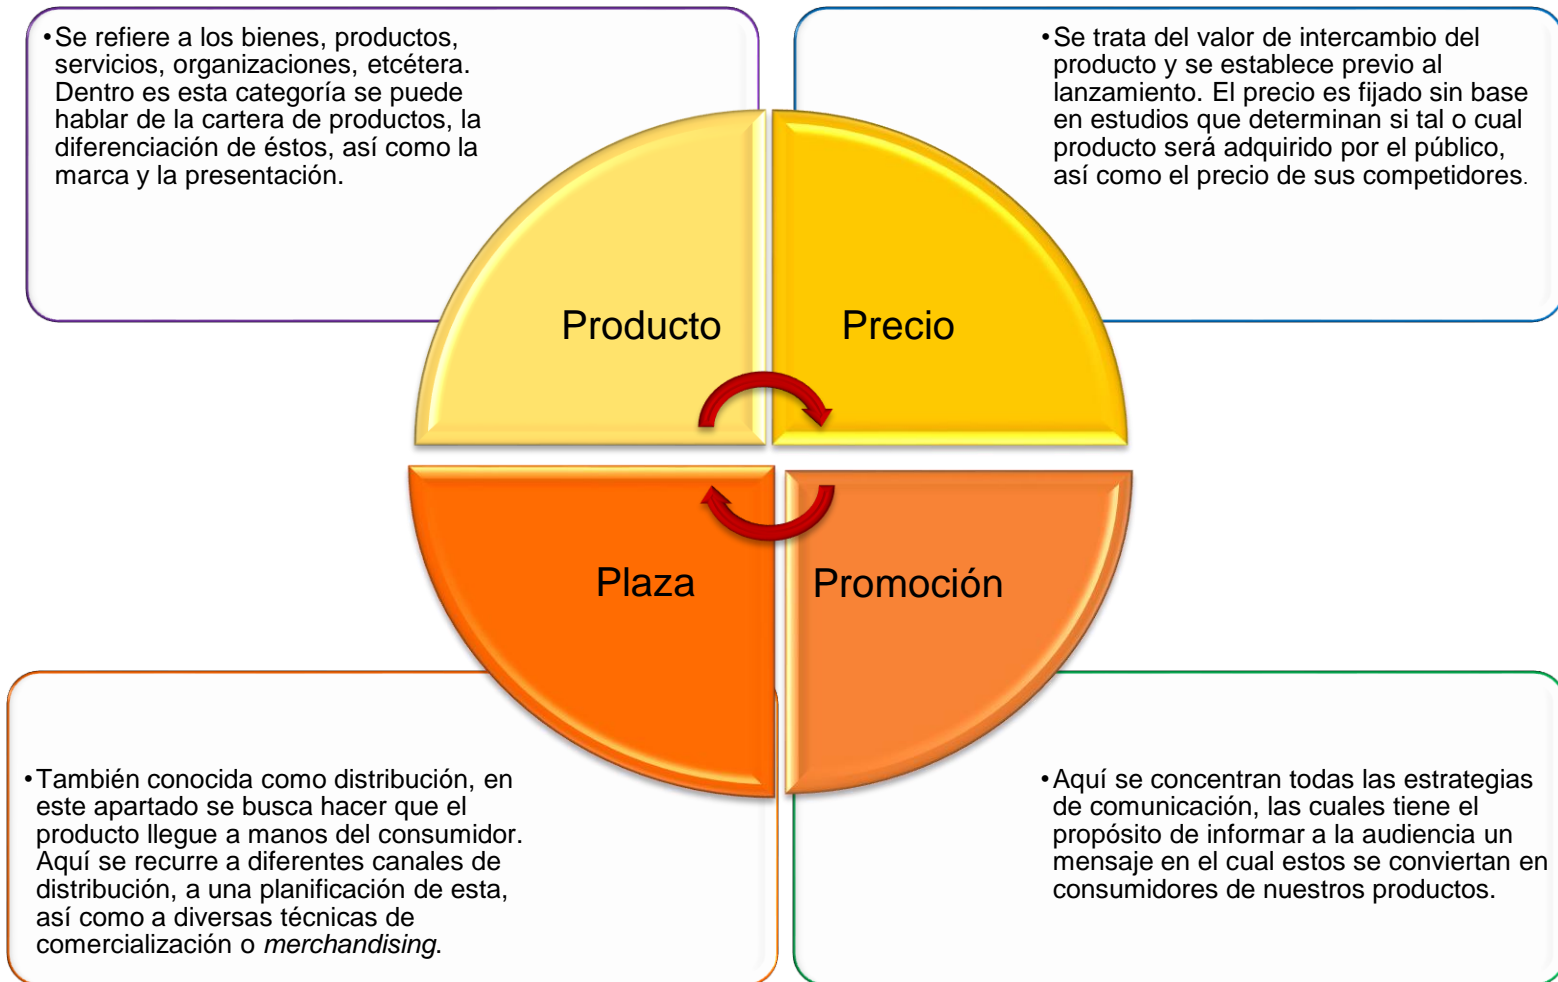 •Se refiere a los bienes, productos,
servicios, organizaciones, etcétera.
Dentro es esta categoría se puede
hablar de la cartera de productos, la
diferenciación de éstos, así como la
marca y la presentación.
•Se trata del valor de intercambio del
producto y se establece previo al
lanzamiento. El precio es fijado sin base
en estudios que determinan si tal o cual
producto será adquirido por el público,
así como el precio de sus competidores.
Producto
Precio
Plaza
Promoción
•También conocida como distribución, en
este apartado se busca hacer que el
producto llegue a manos del consumidor.
Aquí se recurre a diferentes canales de
distribución, a una planificación de esta,
así como a diversas técnicas de
comercialización o merchandising.
•Aquí se concentran todas las estrategias
de comunicación, las cuales tiene el
propósito de informar a la audiencia un
mensaje en el cual estos se conviertan en
consumidores de nuestros productos.